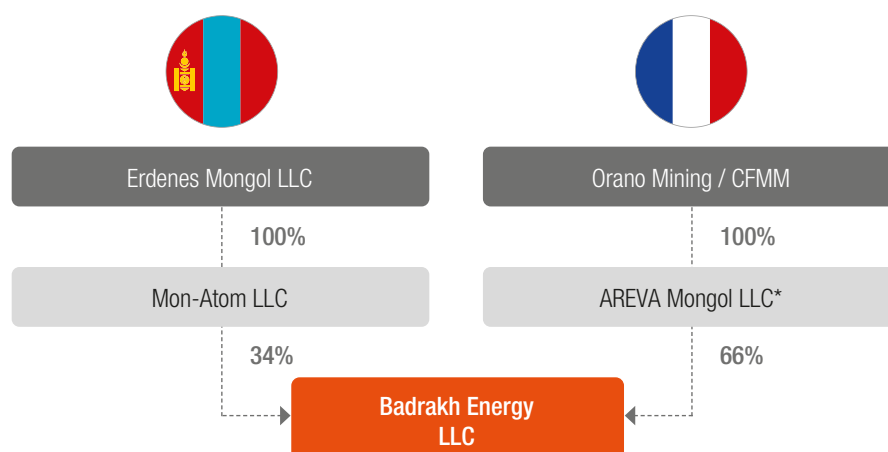 Erdenes Mongol LLC
Orano Mining / CFMM
100%
100%
Mon-Atom LLC
AREVA Mongol LLC*
34%
66%
Badrakh Energy
LLC